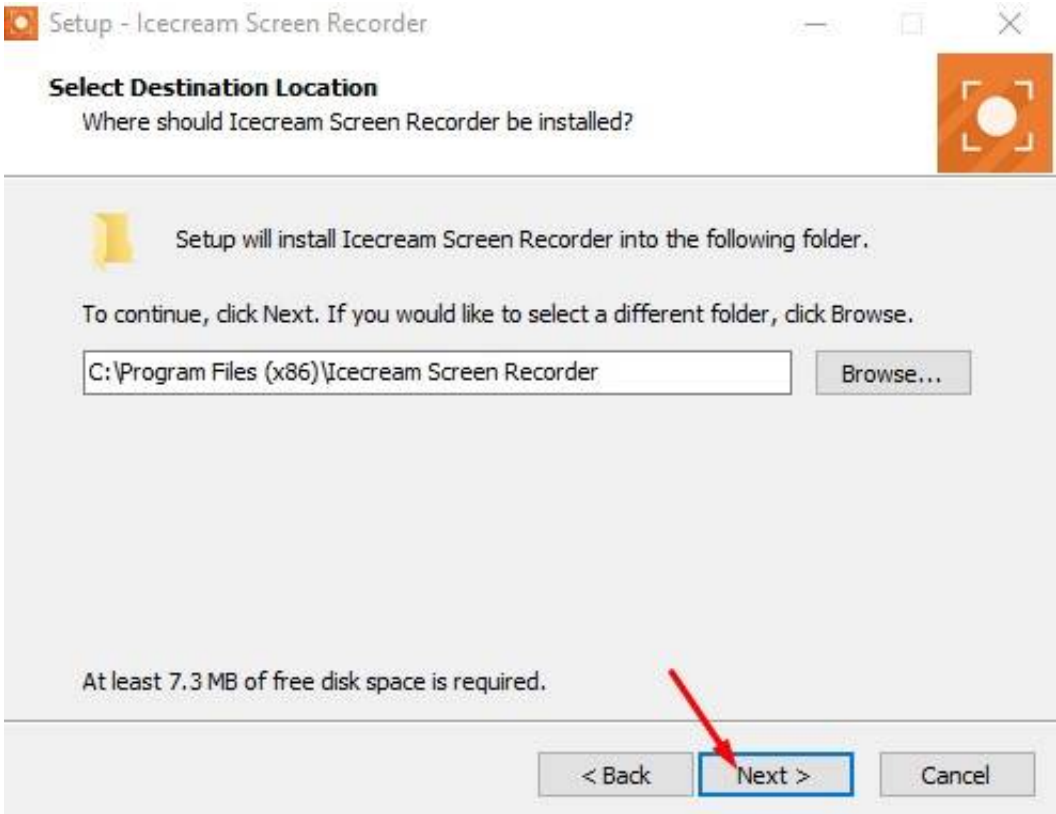 Setup - Icecream Screen Recorder
Select Destination Location
Where should Icecream Screen Recorder be installed?
Setup will install Icecream Screen Recorder into the following folder.
To continue, click Next. If you would like to select a different folder, click Browse.
C:\Program Files (x86)\Icecream Screen Recorder
Browse...
At least 7.3 MB of free disk space is required.
< Back
Next >
Cancel